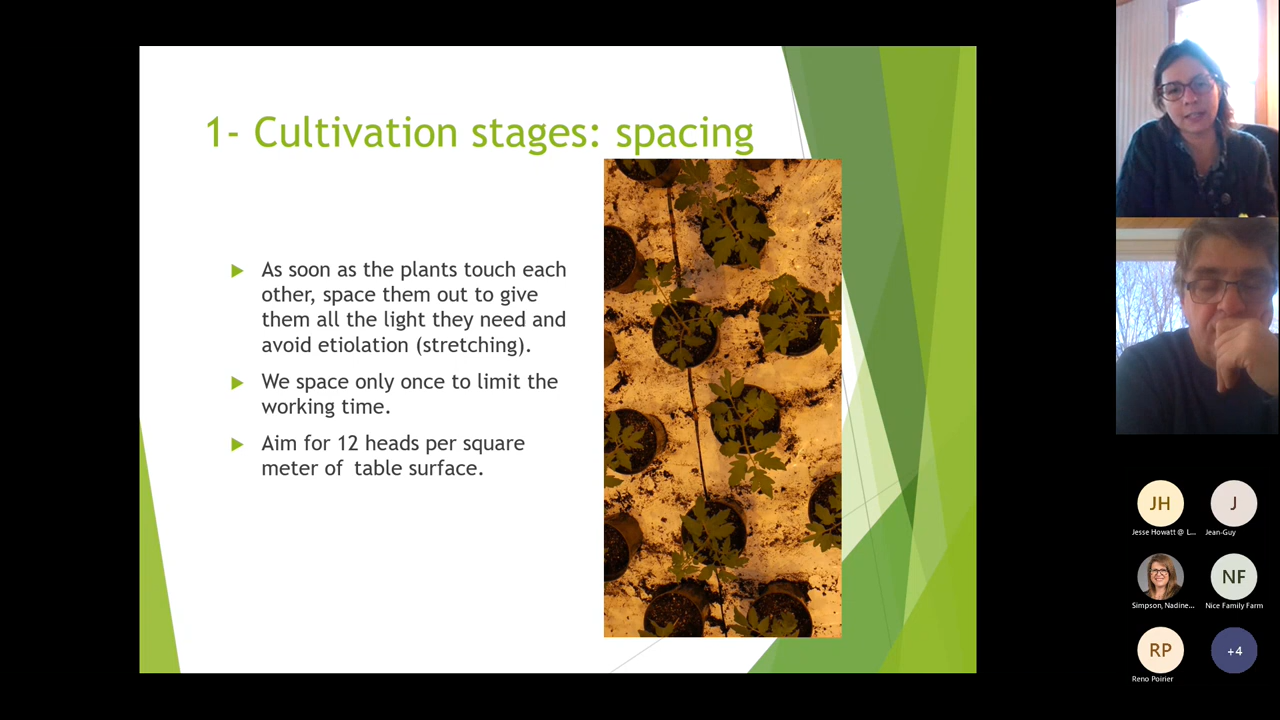 1- Cultivation stages: spacing
As soon as the plants touch each
other, space them out to give
them all the light they need and
avoid etiolation (stretching).
We space only once to limit the
working time.
Aim for 12 heads per square
meter of  table surface.
JH
J
Jesse Howatt @ L...
Jean-Guy
NF
Simpson, Nadine...
Nice Family Farm
RP
+4
Reno Poirier